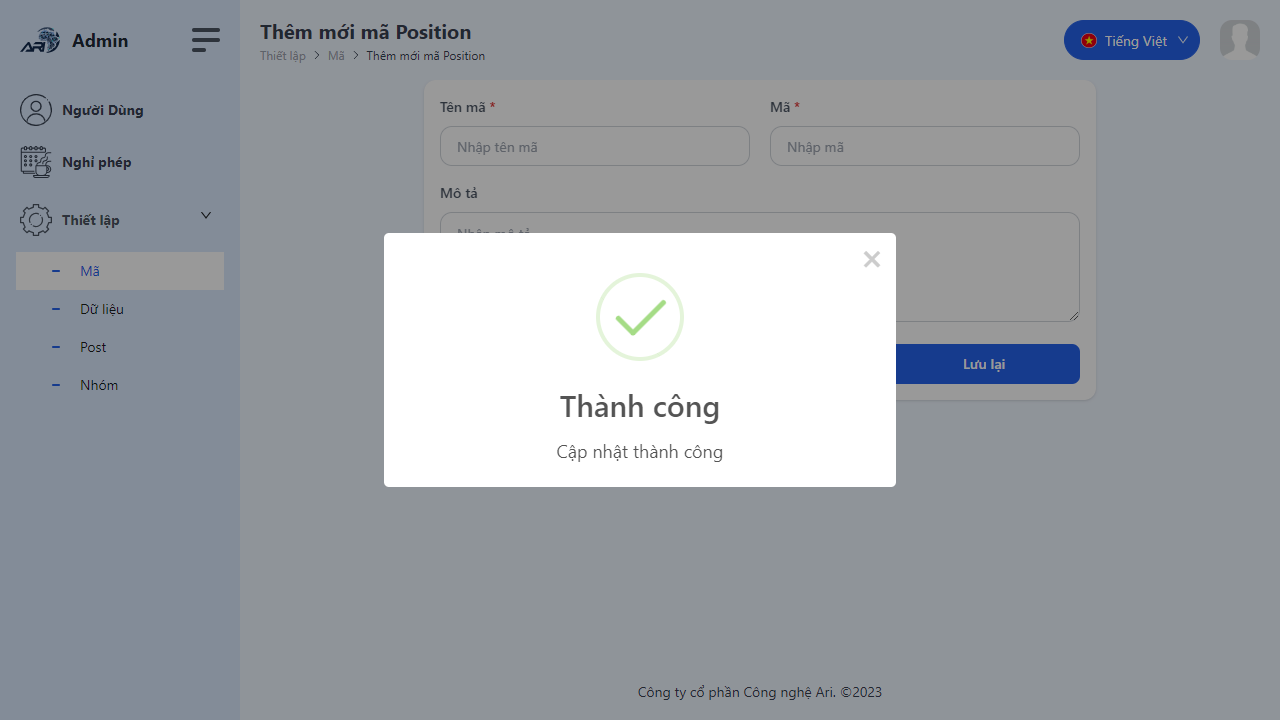 ARI
Admin
Người Dùng
Nghỉ phép
Thiết lập
Mã
Dữ liệu
Post
Nhóm
Thêm mới mã Position
Thiết lập > Mã > Thêm mới mã Position
Tiếng Việt
Tên mã *
Mã *
Nhập tên mã
Nhập mã
Mô tả
Nhập mô tả
Lưu lại
×
Thành công
Cập nhật thành công
Công ty cổ phần Công nghệ Ari. ©2023